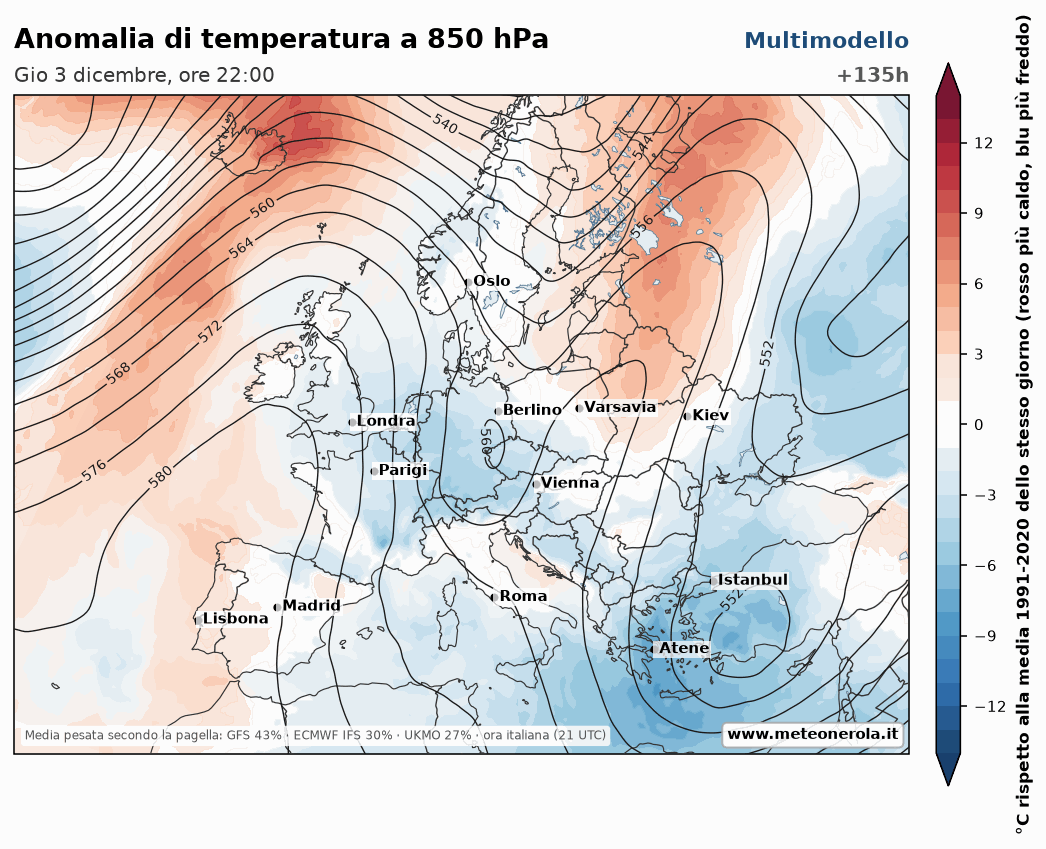 Anomalia di temperatura a 850 hPa
Multimodello
Gio 3 dicembre, ore 22:00
+135h
540
544
560
556
564
572
552
568
576
580
560
552
Oslo
Berlino
Varsavia
Kiev
Londra
Parigi
Vienna
Istanbul
Roma
Madrid
Lisbona
Atene
Media pesata secondo la pagella: GFS 43% · ECMWF IFS 30% · UKMO 27% · ora italiana (21 UTC)
www.meteonerola.it
12
9
6
3
0
−3
−6
−9
−12
°C rispetto alla media 1991-2020 dello stesso giorno (rosso più caldo, blu più freddo)